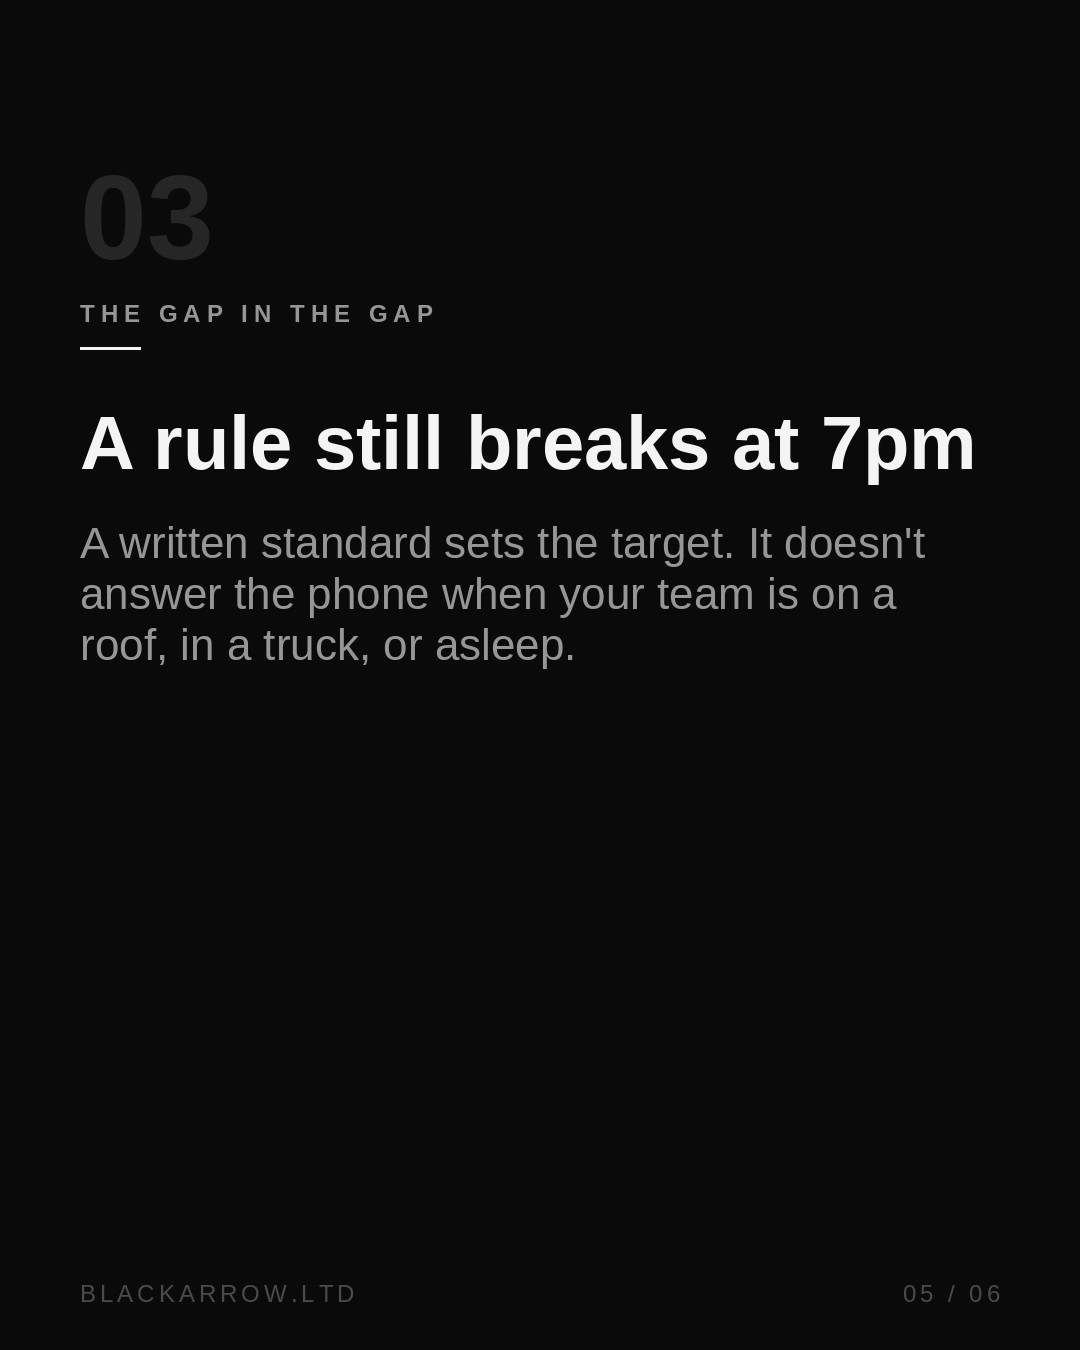 03
THE GAP IN THE GAP
A rule still breaks at 7pm
A written standard sets the target. It doesn't
answer the phone when your team is on a
roof, in a truck, or asleep.
BLACKARROW.LTD
05 / 06